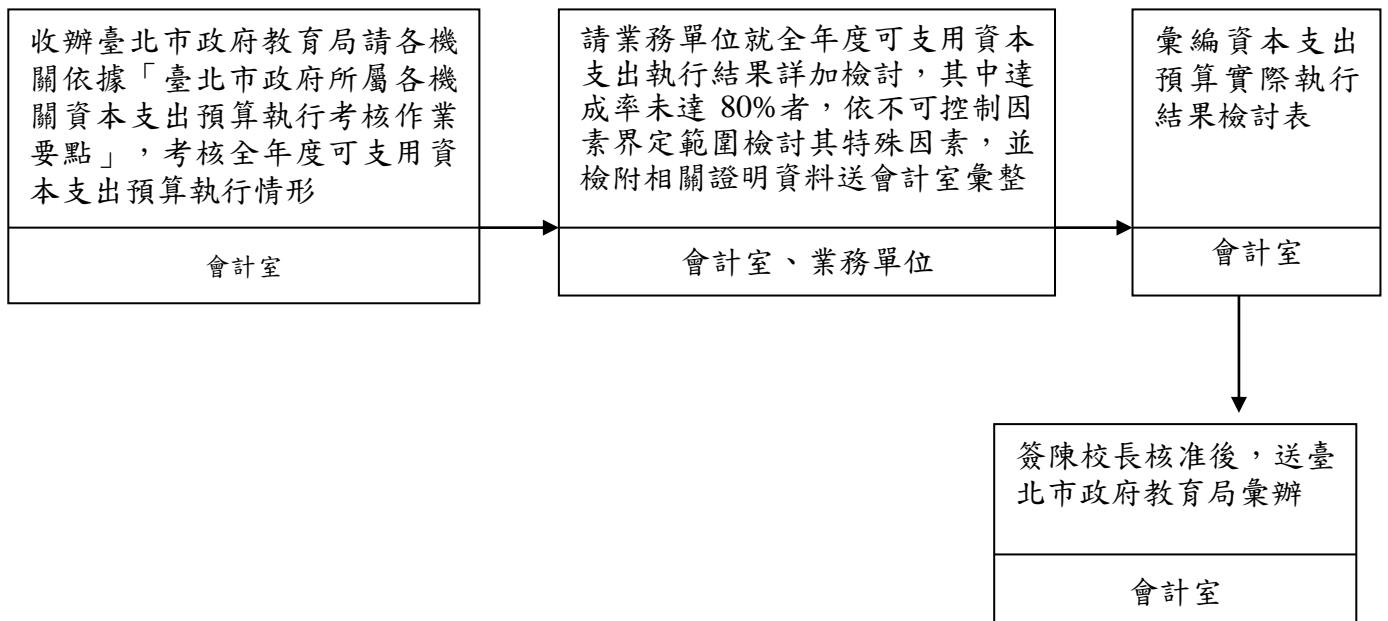 收辦臺北市政府教育局請各機
關依據「臺北市政府所屬各機
關資本支出預算執行考核作業
要點」，考核全年度可支用資
本支出預算執行情形
會計室
請業務單位就全年度可支用資本
支出執行結果詳加檢討，其中達
成率未達 80%者，依不可控制因
素界定範圍檢討其特殊因素，並
檢附相關證明資料送會計室彙整
會計室、業務單位
彙編資本支出
預算實際執行
結果檢討表
會計室
簽陳校長核准後，送臺
北市政府教育局彙辦
會計室